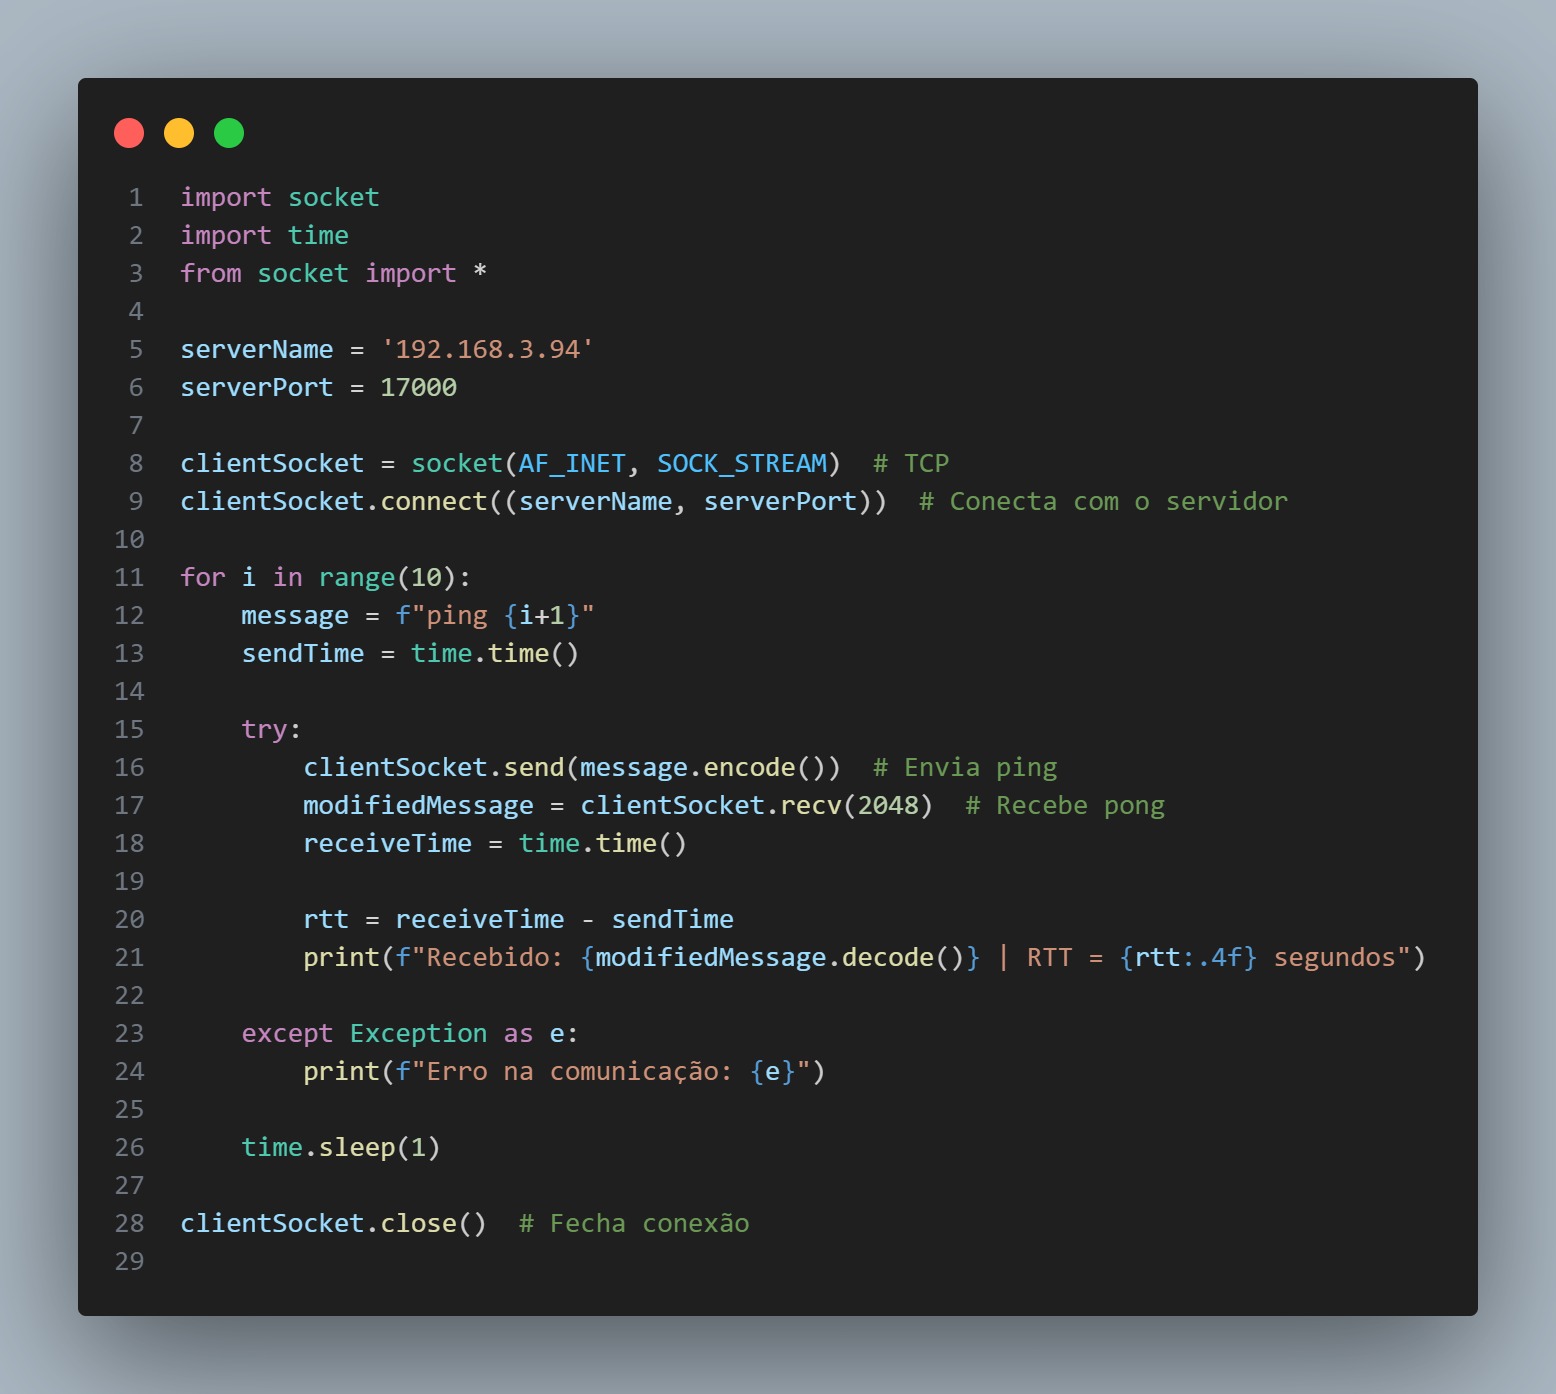 1 import socket
2 import time
3 from socket import *
4
5 serverName = '192.168.3.94'
6 serverPort = 17000
7
8 clientSocket = socket(AF_INET, SOCK_STREAM)  # TCP
9 clientSocket.connect((serverName, serverPort))  # Conecta com o servidor
10
11 for i in range(10):
12     message = f"ping {i+1}"
13     sendTime = time.time()
14
15     try:
16         clientSocket.send(message.encode())  # Envia ping
17         modifiedMessage = clientSocket.recv(2048)  # Recebe pong
18         receiveTime = time.time()
19
20         rtt = receiveTime - sendTime
21         print(f"Recebido: {modifiedMessage.decode()} | RTT = {rtt:.4f} segundos")
22
23     except Exception as e:
24         print(f"Erro na comunicação: {e}")
25
26     time.sleep(1)
27
28 clientSocket.close()  # Fecha conexão
29